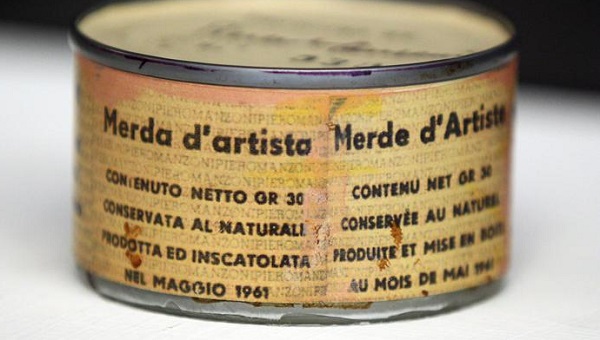 Merda d'artista
CONTENUTO NETTO GR 30
CONSERVATA AL NATURALE
PRODOTTA ED INSCATOLATA
NEL MAGGIO 1961
Merde d'Artiste
CONTENU NET GR 30
CONSERVÉE AU NATUREL
PRODUITE ET MISE EN BOITE
AU MOIS DE MAI 1961